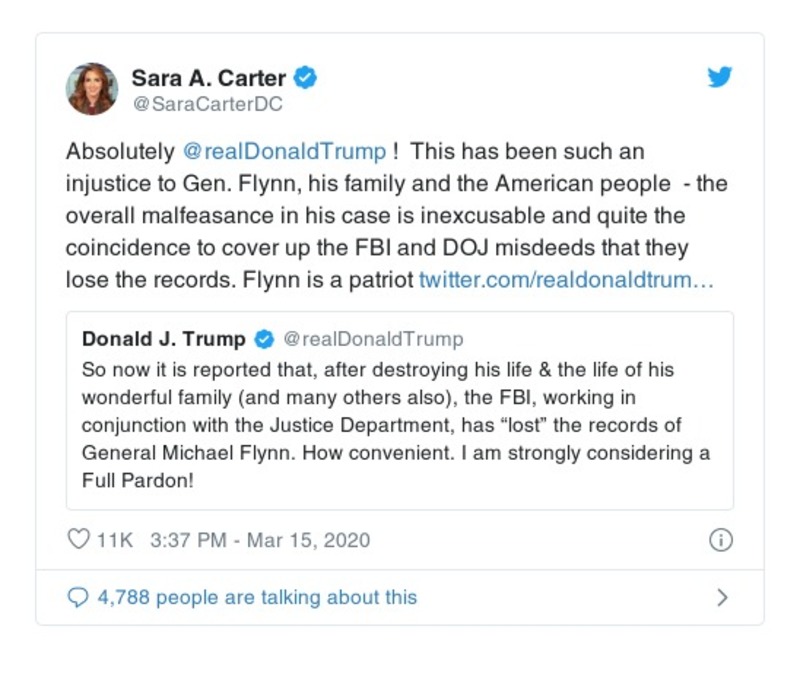 Sara A. Carter
@SaraCarterDC
Absolutely @realDonaldTrump ! This has been such an
injustice to Gen. Flynn, his family and the American people - the
overall malfeasance in his case is inexcusable and quite the
coincidence to cover up the FBI and DOJ misdeeds that they
lose the records. Flynn is a patriot twitter.com/realdonaldtrum…
Donald J. Trump @realDonaldTrump
So now it is reported that, after destroying his life & the life of his
wonderful family (and many others also), the FBI, working in
conjunction with the Justice Department, has “lost” the records of
General Michael Flynn. How convenient. I am strongly considering a
Full Pardon!
11K 3:37 PM - Mar 15, 2020
4,788 people are talking about this